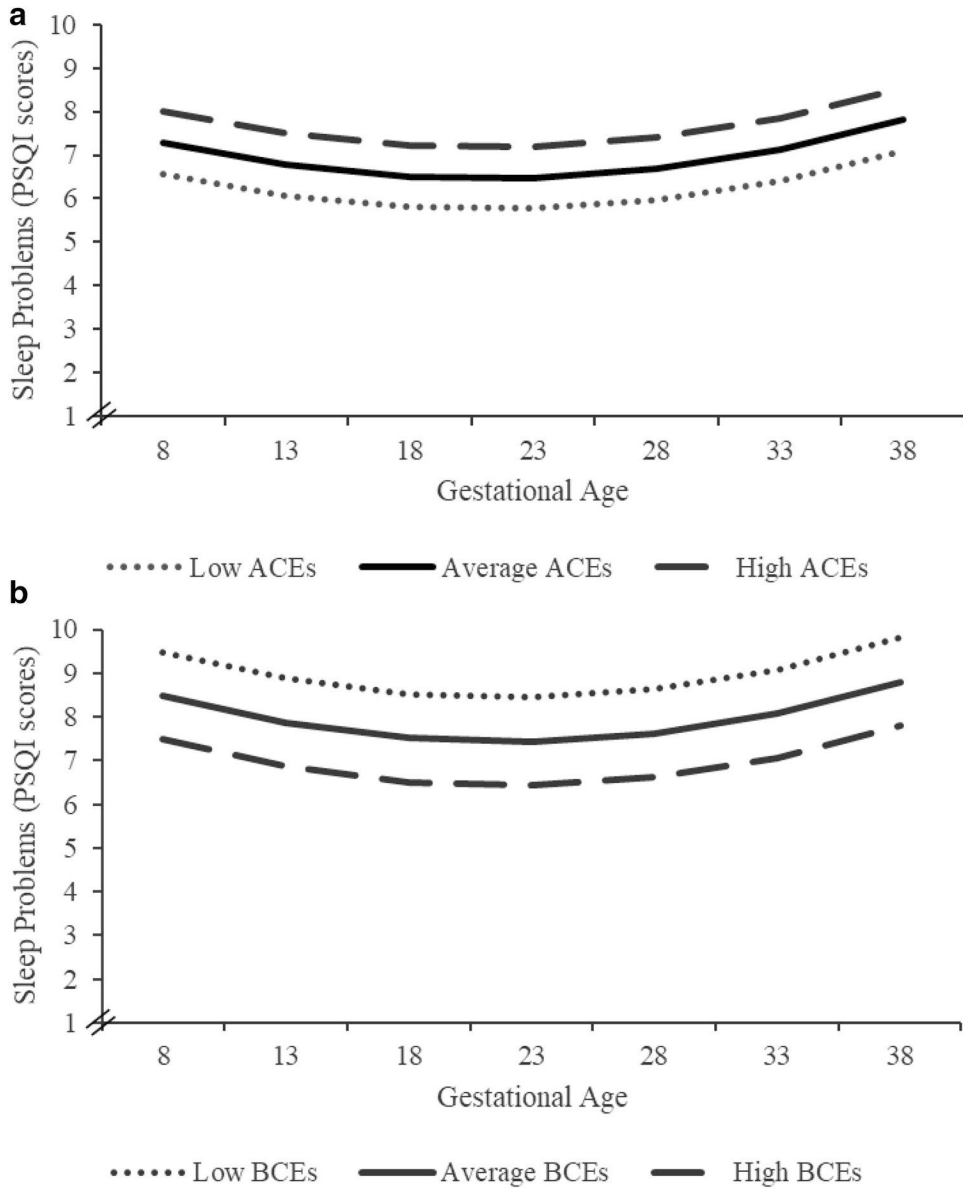 a
Sleep Problems (PSQI scores)
10
9
8
7
6
5
4
3
2
1
8 13 18 23 28 33 38
Gestational Age
Low ACEs Average ACEs High ACEs
b
Sleep Problems (PSQI scores)
10
9
8
7
6
5
4
3
2
1
8 13 18 23 28 33 38
Gestational Age
Low BCEs Average BCEs High BCEs